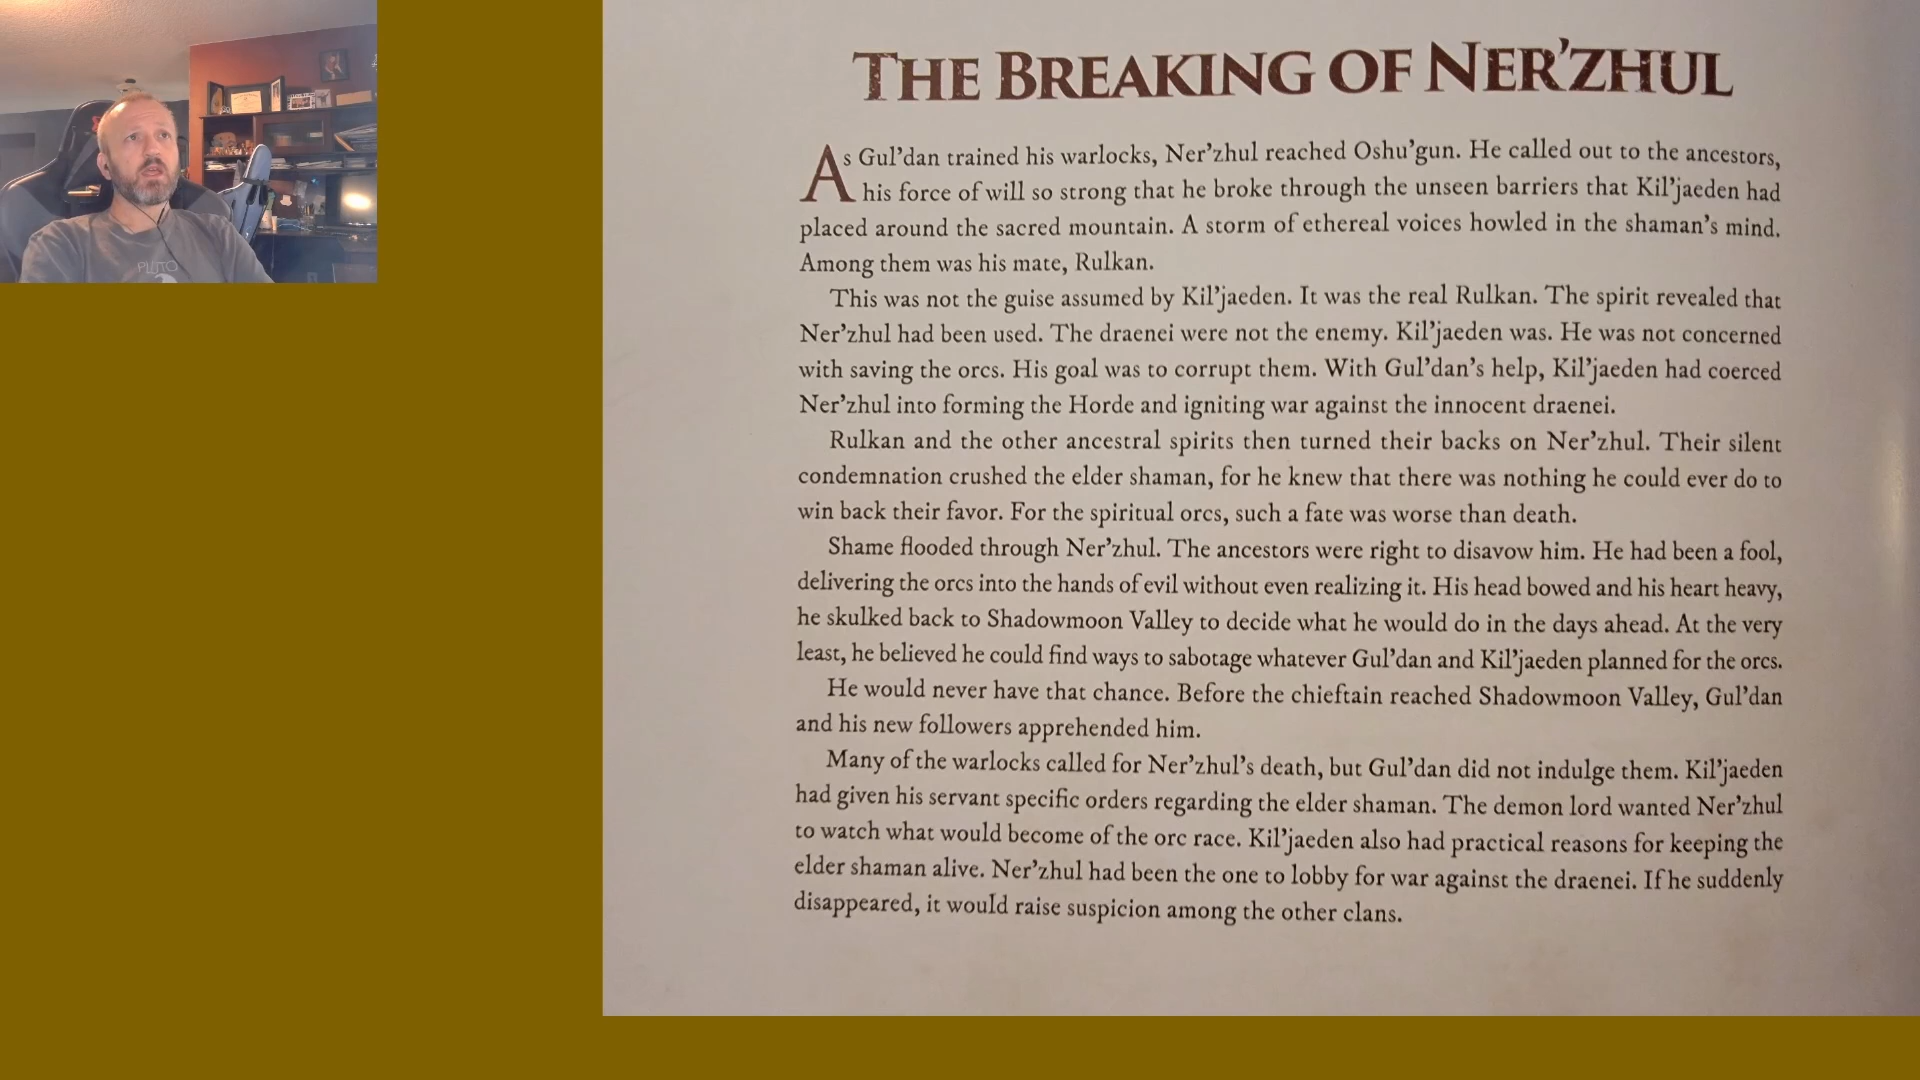 PLUTO
THE BREAKING OF NER'ZHUL
As Gul'dan trained his warlocks, Ner'zhul reached Oshu'gun. He called out to the ancestors,
his force of will so strong that he broke through the unseen barriers that Kil'jaeden had
placed around the sacred mountain. A storm of ethereal voices howled in the shaman's mind.
Among them was his mate, Rulkan.
This was not the guise assumed by Kil'jaeden. It was the real Rulkan. The spirit revealed that
Ner'zhul had been used. The draenei were not the enemy. Kil'jaeden was. He was not concerned
with saving the orcs. His goal was to corrupt them. With Gul'dan's help, Kil'jaeden had coerced
Ner'zhul into forming the Horde and igniting war against the innocent draenei.
Rulkan and the other ancestral spirits then turned their backs on Ner'zhul. Their silent
condemnation crushed the elder shaman, for he knew that there was nothing he could ever do to
win back their favor. For the spiritual orcs, such a fate was worse than death.
Shame flooded through Ner'zhul. The ancestors were right to disavow him. He had been a fool,
delivering the orcs into the hands of evil without even realizing it. His head bowed and his heart heavy,
he skulked back to Shadowmoon Valley to decide what he would do in the days ahead. At the very
least, he believed he could find ways to sabotage whatever Gul'dan and Kil'jaeden planned for the orcs.
He would never have that chance. Before the chieftain reached Shadowmoon Valley, Gul'dan
and his new followers apprehended him.
Many of the warlocks called for Ner'zhul's death, but Gul'dan did not indulge them. Kil'jaeden
had given his servant specific orders regarding the elder shaman. The demon lord wanted Ner'zhul
to watch what would become of the orc race. Kil'jaeden also had practical reasons for keeping the
elder shaman alive. Ner'zhul had been the one to lobby for war against the draenei. If he suddenly
disappeared, it would raise suspicion among the other clans.